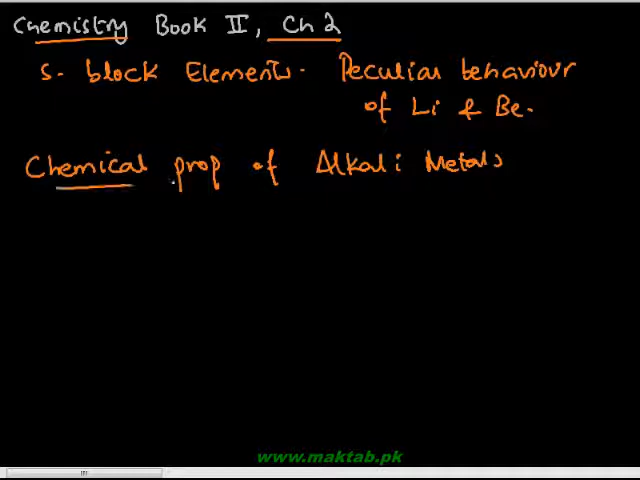 Chemistry Book II, Ch 2
S-block Elements. Peculiar behaviour
of Li & Be.
Chemical prop of Alkali Metals
www.maktab.pk